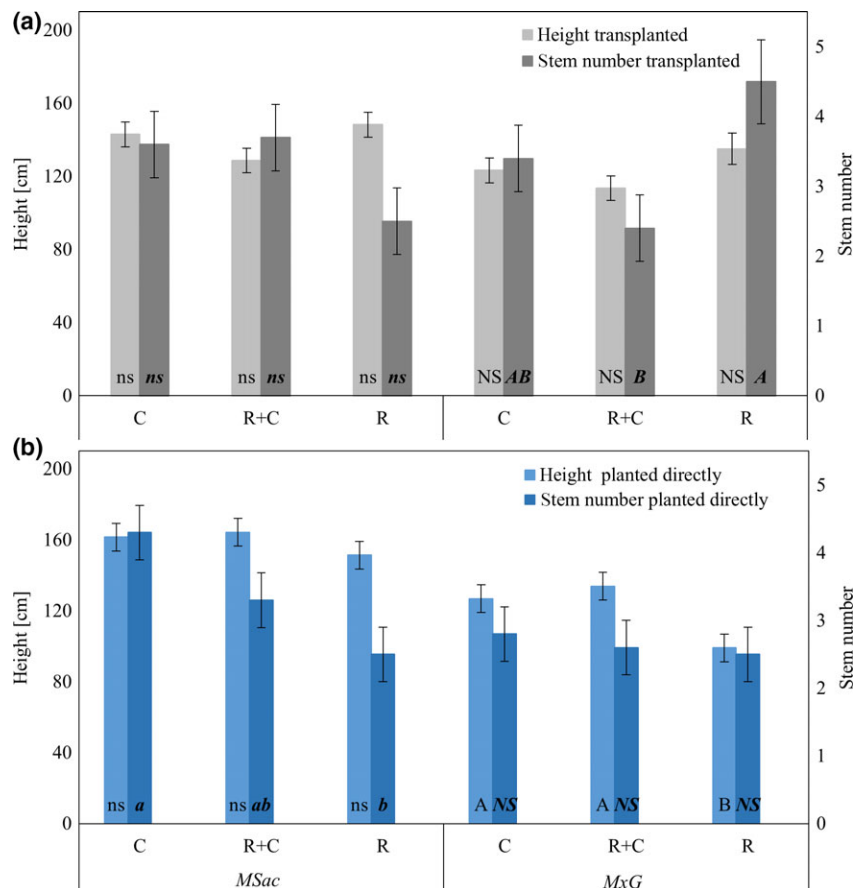 (a)
200
160
120
80
40
0
Height [cm]
Height transplanted
Stem number transplanted
5
4
3
2
1
0
Stem number
ns ns ns ns ns ns NS AB NS B NS A
C R+C R C R+C R
(b)
200
160
120
80
40
0
Height [cm]
Height planted directly
Stem number planted directly
5
4
3
2
1
0
Stem number
ns a ns ab ns b A NS A NS B NS
C R+C R C R+C R
MSac MxG